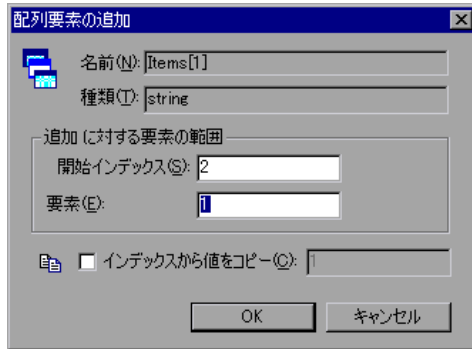 配列要素の追加
名前(N): Items[1]
種類(T): string
追加 に対する要素の範囲
開始インデックス(S): 2
要素(E): 1
インデックスから値をコピー(C): 1
OK キャンセル